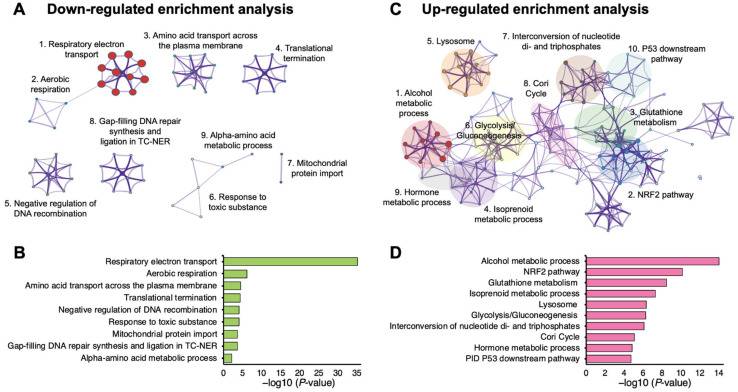 Down-regulated enrichment analysis
A
1. Respiratory electron
transport
3. Amino acid transport across
the plasma membrane
4. Translational
termination
2. Aerobic
respiration
8. Gap-filling DNA repair
synthesis and
ligation in TC-NER
9. Alpha-amino acid
metabolic process
7. Mitochondrial
protein import
5. Negative regulation of
DNA recombination
6. Response to
toxic substance
B
Respiratory electron transport
Aerobic respiration
Amino acid transport across the plasma membrane
Translational termination
Negative regulation of DNA recombination
Response to toxic substance
Mitochondrial protein import
Gap-filling DNA repair synthesis and ligation in TC-NER
Alpha-amino acid metabolic process
0 5 10 15 20 25 30 35
–log10 (P-value)
Up-regulated enrichment analysis
C
5. Lysosome
7. Interconversion of nucleotide
di- and triphosphates
10. P53 downstream
pathway
8. Cori
Cycle
1. Alcohol
metabolic
process
3. Glutathione
metabolism
6. Glycolysis/
Gluconeogenesis
9. Hormone
metabolic process
4. Isoprenoid
metabolic process
2. NRF2 pathway
D
Alcohol metabolic process
NRF2 pathway
Glutathione metabolism
Isoprenoid metabolic process
Lysosome
Glycolysis/Gluconeogenesis
Interconversion of nucleotide di- and triphosphates
Cori Cycle
Hormone metabolic process
PID P53 downstream pathway
0 2 4 6 8 10 12 14
–log10 (P-value)